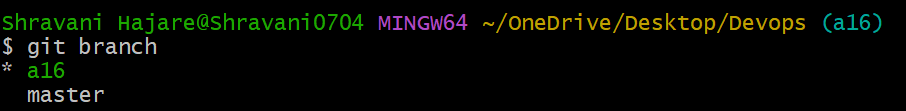 Shravani Hajare@Shravani0704 MINGW64 ~/OneDrive/Desktop/Devops (a16)
$ git branch
* a16
  master